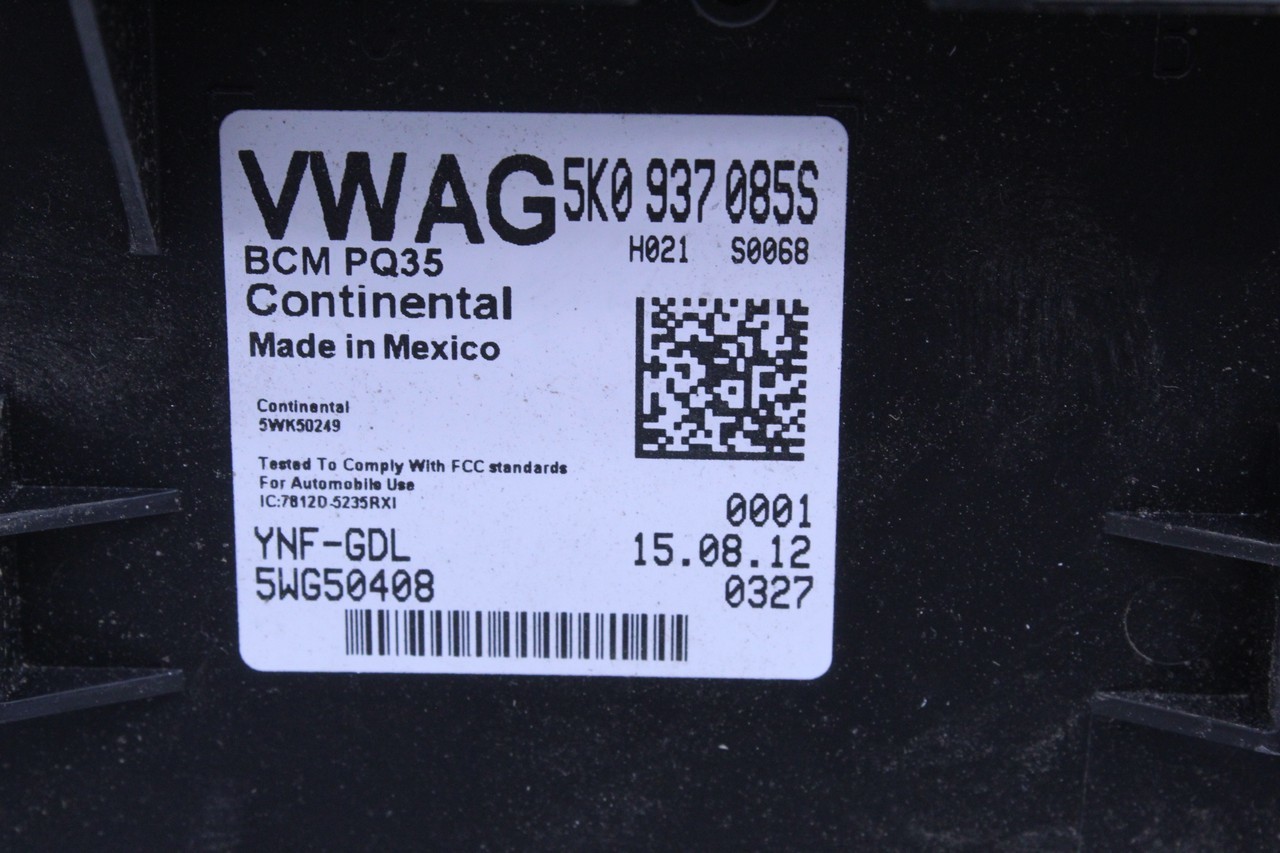 VWAG 5K0 937 085S
H021 S0068
BCM PQ35
Continental
Made in Mexico
Continental
5WK50249
Tested To Comply With FCC standards
For Automobile Use
IC:7812D-5235RXI
0001
YNF-GDL 15.08.12
5WG50408 0327